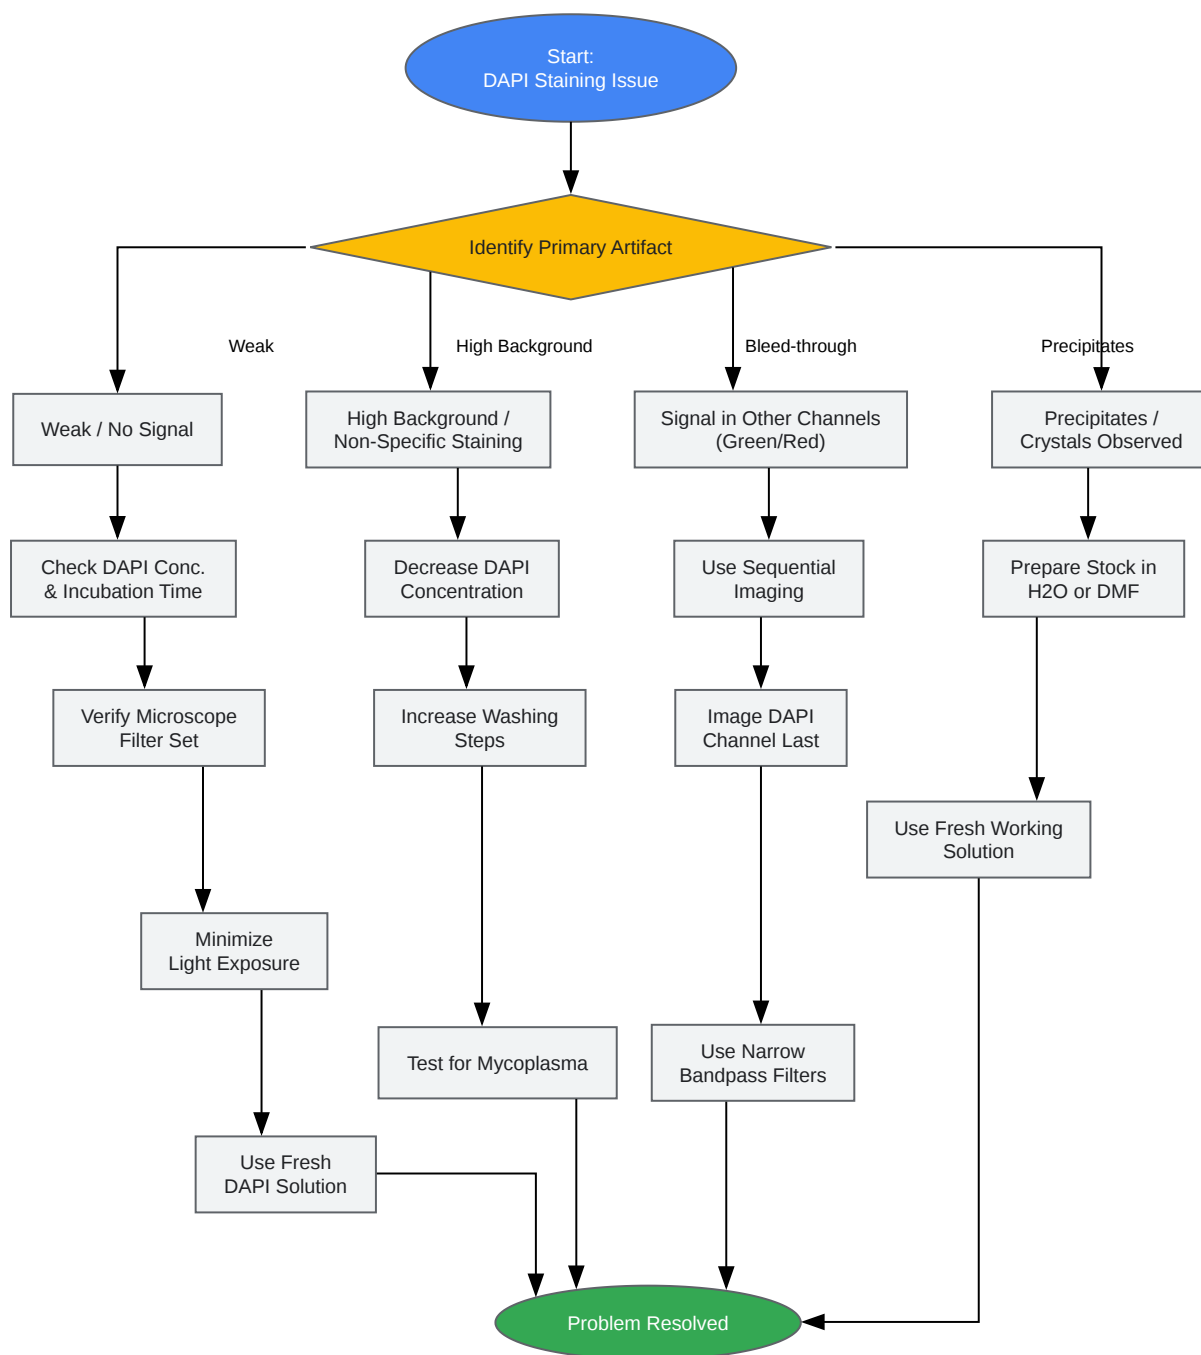 Start:
DAPI Staining Issue
Identify Primary Artifact
Weak
High Background
Bleed-through
Precipitates
Weak / No Signal
High Background /
Non-Specific Staining
Signal in Other Channels
(Green/Red)
Precipitates /
Crystals Observed
Check DAPI Conc.
& Incubation Time
Decrease DAPI
Concentration
Use Sequential
Imaging
Prepare Stock in
H2O or DMF
Verify Microscope
Filter Set
Increase Washing
Steps
Image DAPI
Channel Last
Use Fresh Working
Solution
Minimize
Light Exposure
Test for Mycoplasma
Use Narrow
Bandpass Filters
Use Fresh
DAPI Solution
Problem Resolved